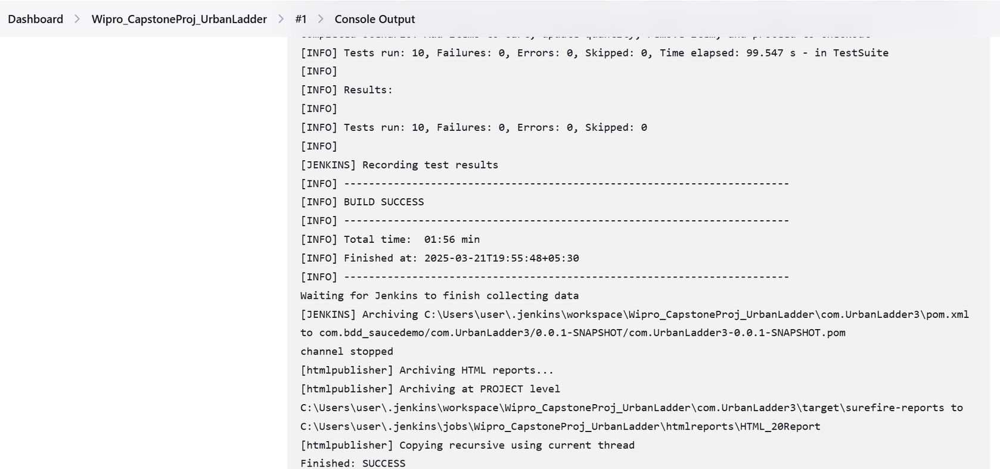 Dashboard > Wipro_CapstoneProj_UrbanLadder > #1 > Console Output
[INFO] Tests run: 10, Failures: 0, Errors: 0, Skipped: 0, Time elapsed: 99.547 s - in TestSuite
[INFO]
[INFO] Results:
[INFO]
[INFO] Tests run: 10, Failures: 0, Errors: 0, Skipped: 0
[INFO]
[JENKINS] Recording test results
[INFO] ------------------------------------------------------------------------
[INFO] BUILD SUCCESS
[INFO] ------------------------------------------------------------------------
[INFO] Total time:  01:56 min
[INFO] Finished at: 2025-03-21T19:55:48+05:30
[INFO] ------------------------------------------------------------------------
Waiting for Jenkins to finish collecting data
[JENKINS] Archiving C:\Users\user\.jenkins\workspace\Wipro_CapstoneProj_UrbanLadder\com.UrbanLadder3\pom.xml
to com.bdd_saucedemo/com.UrbanLadder3/0.0.1-SNAPSHOT/com.UrbanLadder3-0.0.1-SNAPSHOT.pom
channel stopped
[htmlpublisher] Archiving HTML reports...
[htmlpublisher] Archiving at PROJECT level
C:\Users\user\.jenkins\workspace\Wipro_CapstoneProj_UrbanLadder\com.UrbanLadder3\target\surefire-reports to
C:\Users\user\.jenkins\jobs\Wipro_CapstoneProj_UrbanLadder\htmlreports\HTML_20Report
[htmlpublisher] Copying recursive using current thread
Finished: SUCCESS